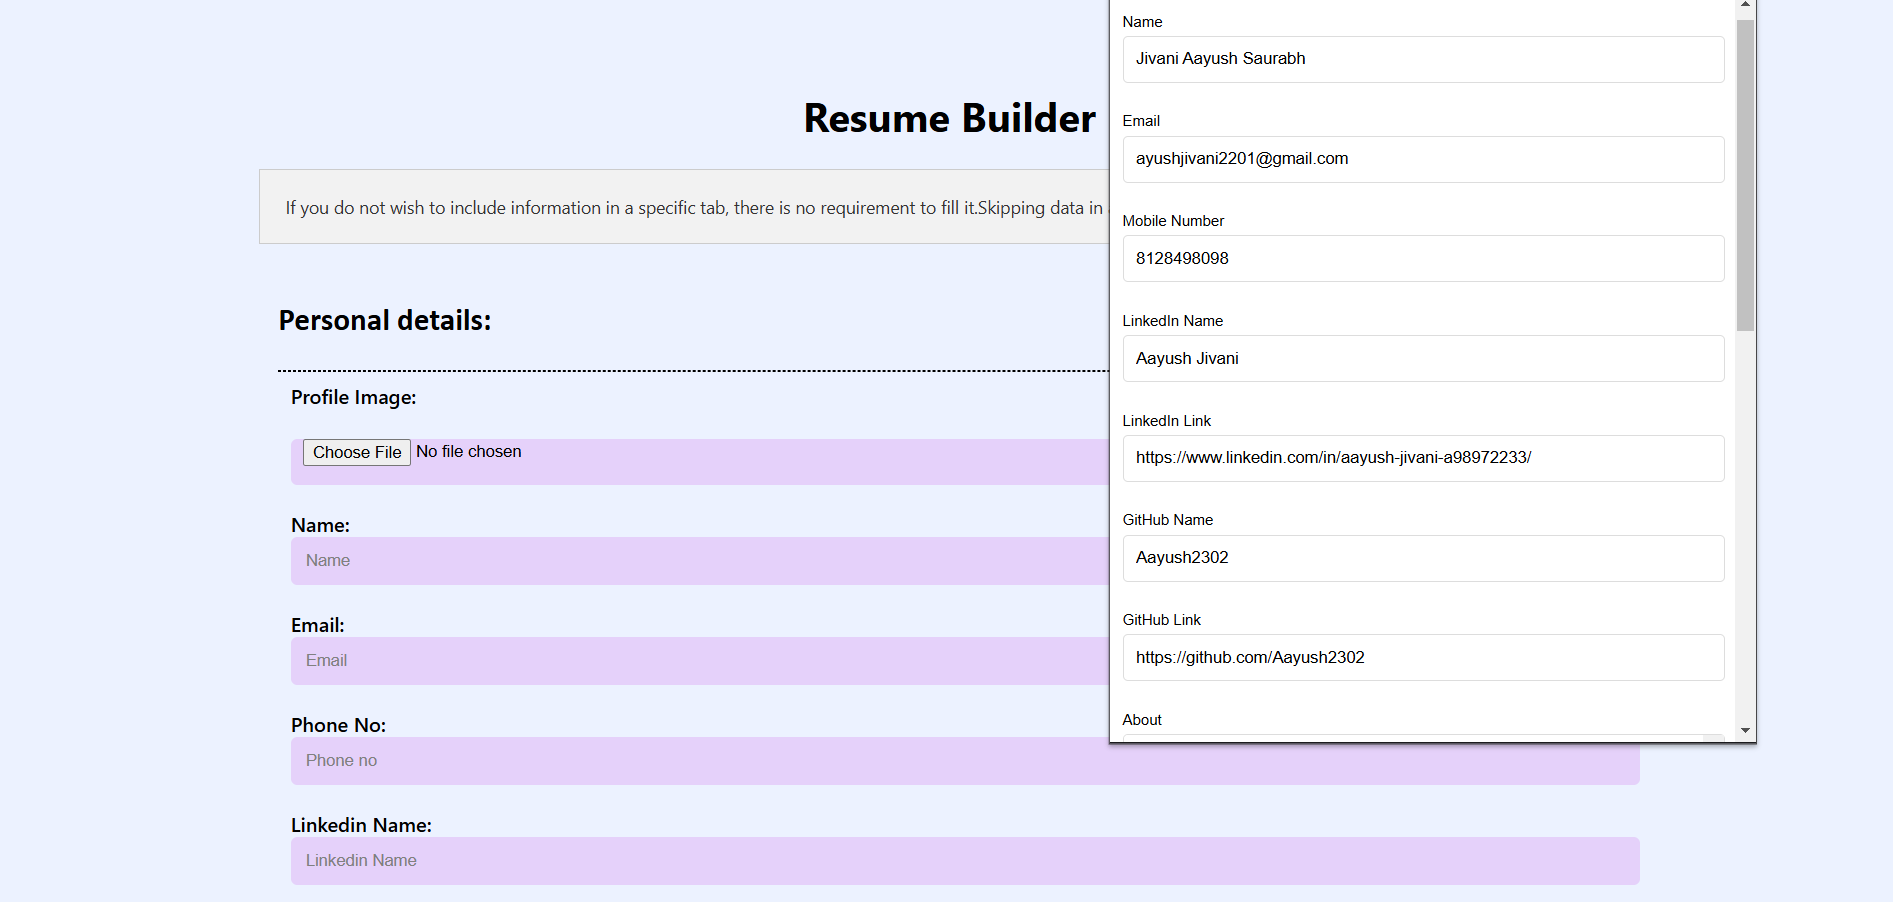 Resume Builder
If you do not wish to include information in a specific tab, there is no requirement to fill it.Skipping data in
Personal details:
Profile Image:
Choose File No file chosen
Name:
Name
Email:
Email
Phone No:
Phone no
Linkedin Name:
Linkedin Name
Name
Jivani Aayush Saurabh
Email
ayushjivani2201@gmail.com
Mobile Number
8128498098
LinkedIn Name
Aayush Jivani
LinkedIn Link
https://www.linkedin.com/in/aayush-jivani-a98972233/
GitHub Name
Aayush2302
GitHub Link
https://github.com/Aayush2302
About